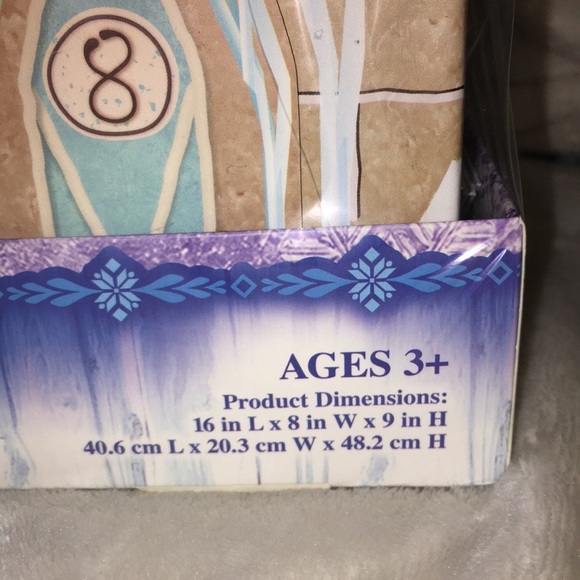 8
AGES 3+
Product Dimensions:
16 in L x 8 in W x 9 in H
40.6 cm L x 20.3 cm W x 48.2 cm H